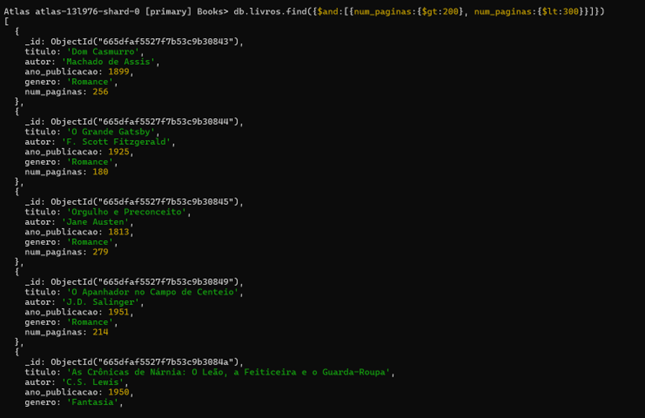 Atlas atlas-13l976-shard-0 [primary] Books> db.livros.find({$and:[{num_paginas:{$gt:200}, num_paginas:{$lt:300}}]})
[
  {
    _id: ObjectId("665dfaf5527f7b53c9b30843"),
    titulo: 'Dom Casmurro',
    autor: 'Machado de Assis',
    ano_publicacao: 1899,
    genero: 'Romance',
    num_paginas: 256
  },
  {
    _id: ObjectId("665dfaf5527f7b53c9b30844"),
    titulo: 'O Grande Gatsby',
    autor: 'F. Scott Fitzgerald',
    ano_publicacao: 1925,
    genero: 'Romance',
    num_paginas: 180
  },
  {
    _id: ObjectId("665dfaf5527f7b53c9b30845"),
    titulo: 'Orgulho e Preconceito',
    autor: 'Jane Austen',
    ano_publicacao: 1813,
    genero: 'Romance',
    num_paginas: 279
  },
  {
    _id: ObjectId("665dfaf5527f7b53c9b30849"),
    titulo: 'O Apanhador no Campo de Centeio',
    autor: 'J.D. Salinger',
    ano_publicacao: 1951,
    genero: 'Romance',
    num_paginas: 214
  },
  {
    _id: ObjectId("665dfaf5527f7b53c9b3084a"),
    titulo: 'As Crônicas de Nárnia: O Leão, a Feiticeira e o Guarda-Roupa',
    autor: 'C.S. Lewis',
    ano_publicacao: 1950,
    genero: 'Fantasia',